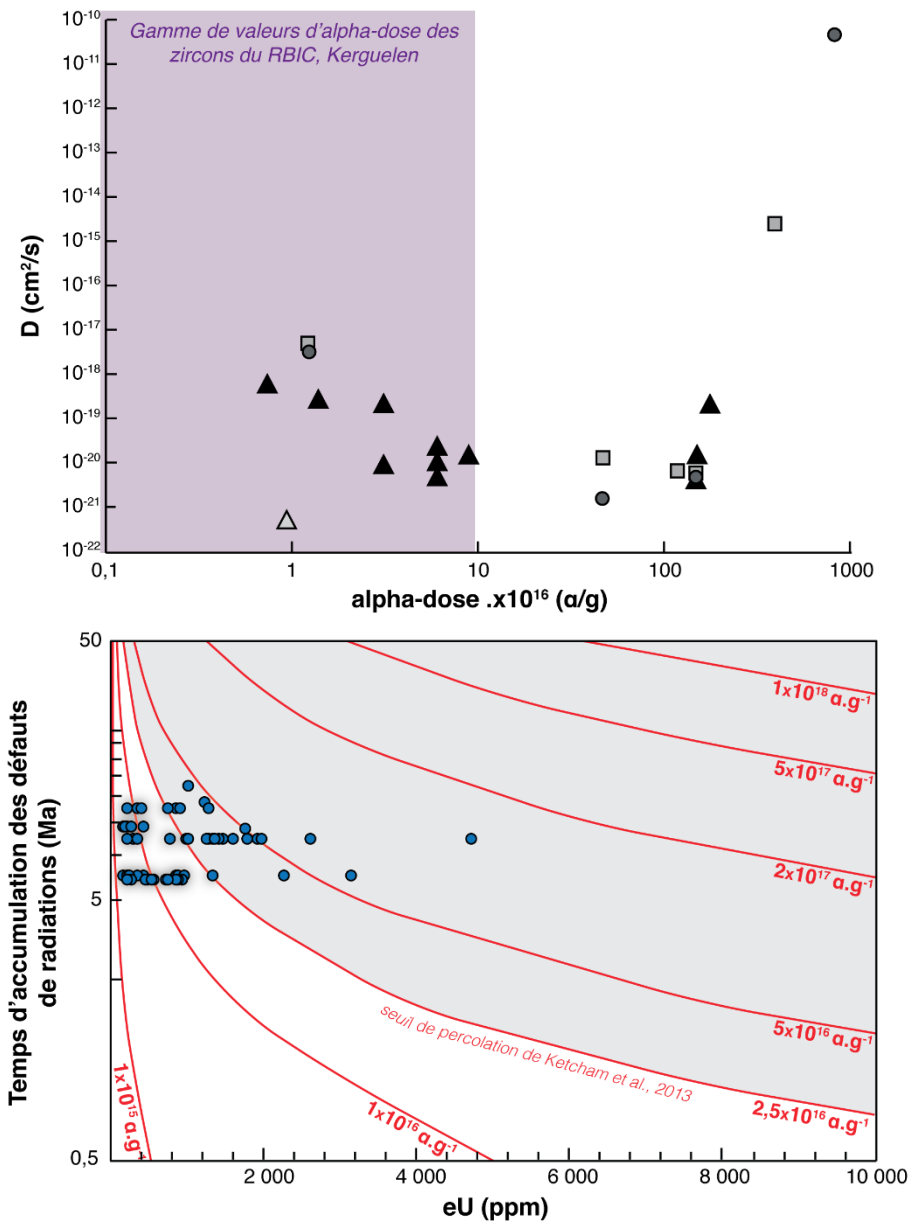 Gamme de valeurs d'alpha-dose des
zircons du RBIC, Kerguelen
D (cm²/s)
10⁻¹⁰
10⁻¹¹
10⁻¹²
10⁻¹³
10⁻¹⁴
10⁻¹⁵
10⁻¹⁶
10⁻¹⁷
10⁻¹⁸
10⁻¹⁹
10⁻²⁰
10⁻²¹
10⁻²²
0,1
1
10
100
1000
alpha-dose .x10¹⁶ (α/g)
Temps d'accumulation des défauts
de radiations (Ma)
50
5
0,5
1x10¹⁸ α.g⁻¹
5x10¹⁷ α.g⁻¹
2x10¹⁷ α.g⁻¹
5x10¹⁶ α.g⁻¹
2,5x10¹⁶ α.g⁻¹
seuil de percolation de Ketcham et al., 2013
1x10¹⁶ α.g⁻¹
1x10¹⁵ α.g⁻¹
2 000
4 000
6 000
8 000
10 000
eU (ppm)